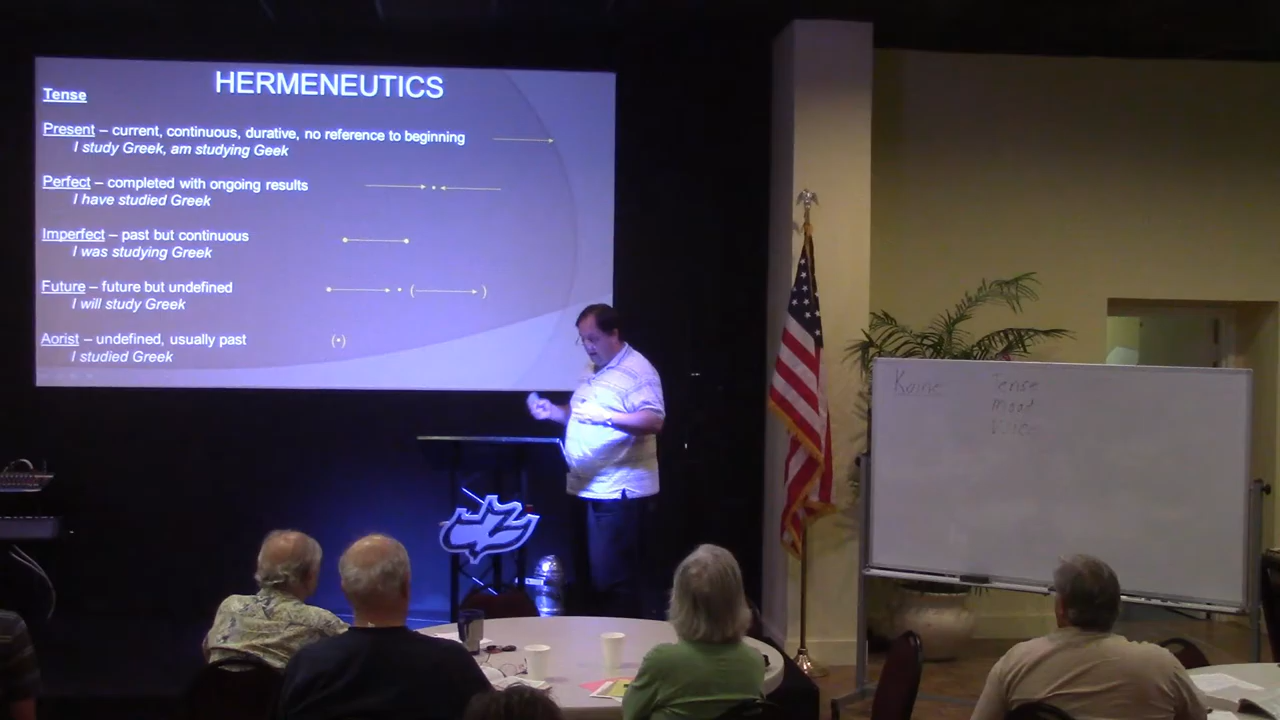 HERMENEUTICS
Tense
Present – current, continuous, durative, no reference to beginning
I study Greek, am studying Geek
Perfect – completed with ongoing results
I have studied Greek
Imperfect – past but continuous
I was studying Greek
Future – future but undefined
I will study Greek
Aorist – undefined, usually past
I studied Greek
Koine
Tense
Mood
Voice